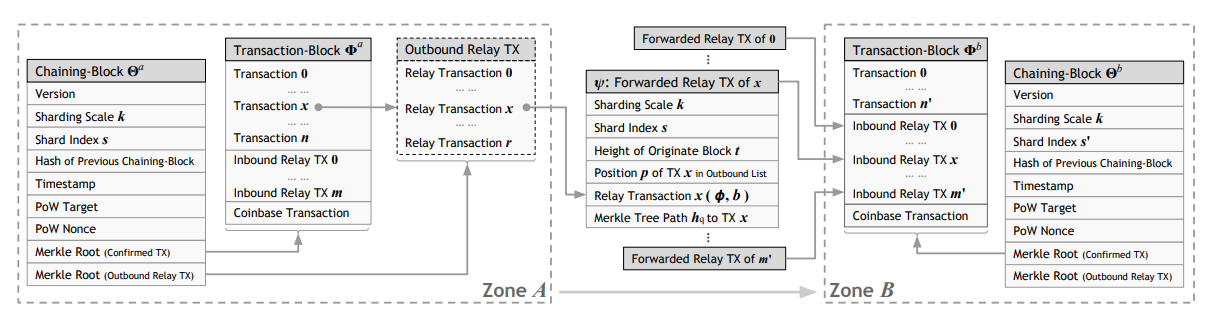 Chaining-Block Θᵃ
Version
Sharding Scale k
Shard Index s
Hash of Previous Chaining-Block
Timestamp
PoW Target
PoW Nonce
Merkle Root (Confirmed TX)
Merkle Root (Outbound Relay TX)
Transaction-Block Φᵃ
Transaction 0
... ...
Transaction x
... ...
Transaction n
Inbound Relay TX 0
... ...
Inbound Relay TX m
Coinbase Transaction
Outbound Relay TX
Relay Transaction 0
... ...
Relay Transaction x
... ...
Relay Transaction r
Zone A
Forwarded Relay TX of 0
⋮
ψ: Forwarded Relay TX of x
Sharding Scale k
Shard Index s
Height of Originate Block t
Position p of TX x in Outbound List
Relay Transaction x ( ϕ, b )
Merkle Tree Path hq to TX x
⋮
Forwarded Relay TX of m'
Transaction-Block Φᵇ
Transaction 0
... ...
Transaction n'
Inbound Relay TX 0
... ...
Inbound Relay TX x
... ...
Inbound Relay TX m'
Coinbase Transaction
Chaining-Block Θᵇ
Version
Sharding Scale k
Shard Index s'
Hash of Previous Chaining-Block
Timestamp
PoW Target
PoW Nonce
Merkle Root (Confirmed TX)
Merkle Root (Outbound Relay TX)
Zone B